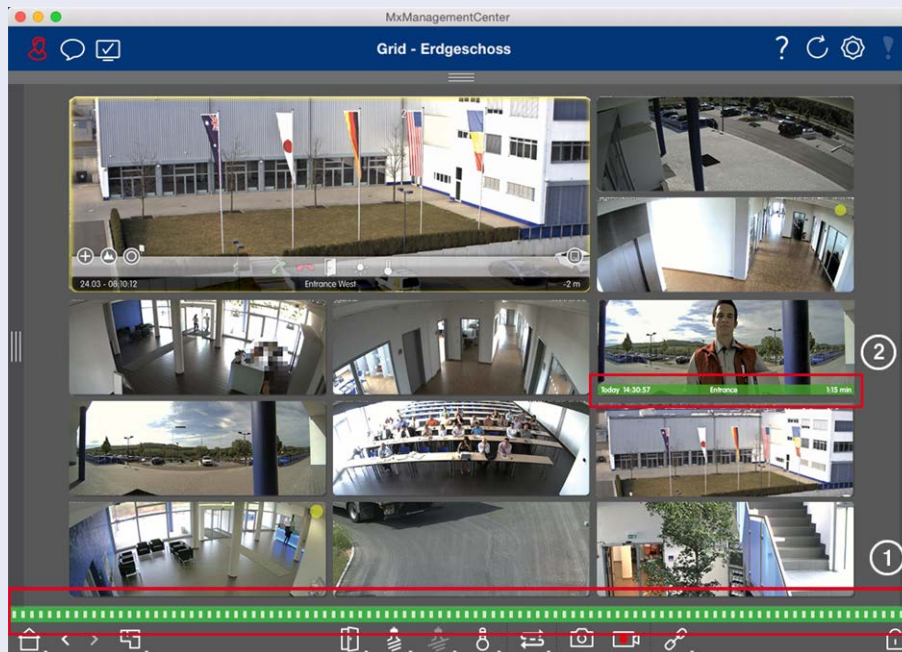 MxManagementCenter
Grid - Erdgeschoss
?
24.03 - 08:10:12 Entrance West -2 m
2
Today 14:30:57 Entrance 1:15 min
1